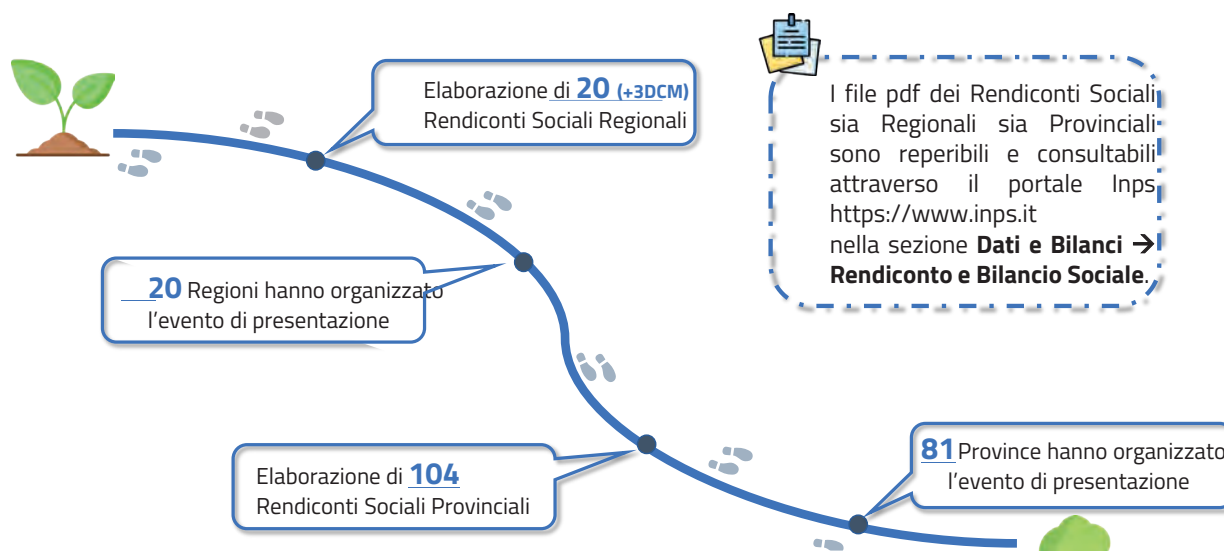 Elaborazione di 20 (+3DCM)
Rendiconti Sociali Regionali
I file pdf dei Rendiconti Sociali
sia Regionali sia Provinciali
sono reperibili e consultabili
attraverso il portale Inps
https://www.inps.it
nella sezione Dati e Bilanci →
Rendiconto e Bilancio Sociale.
20 Regioni hanno organizzato
l'evento di presentazione
Elaborazione di 104
Rendiconti Sociali Provinciali
81 Province hanno organizzato
l'evento di presentazione